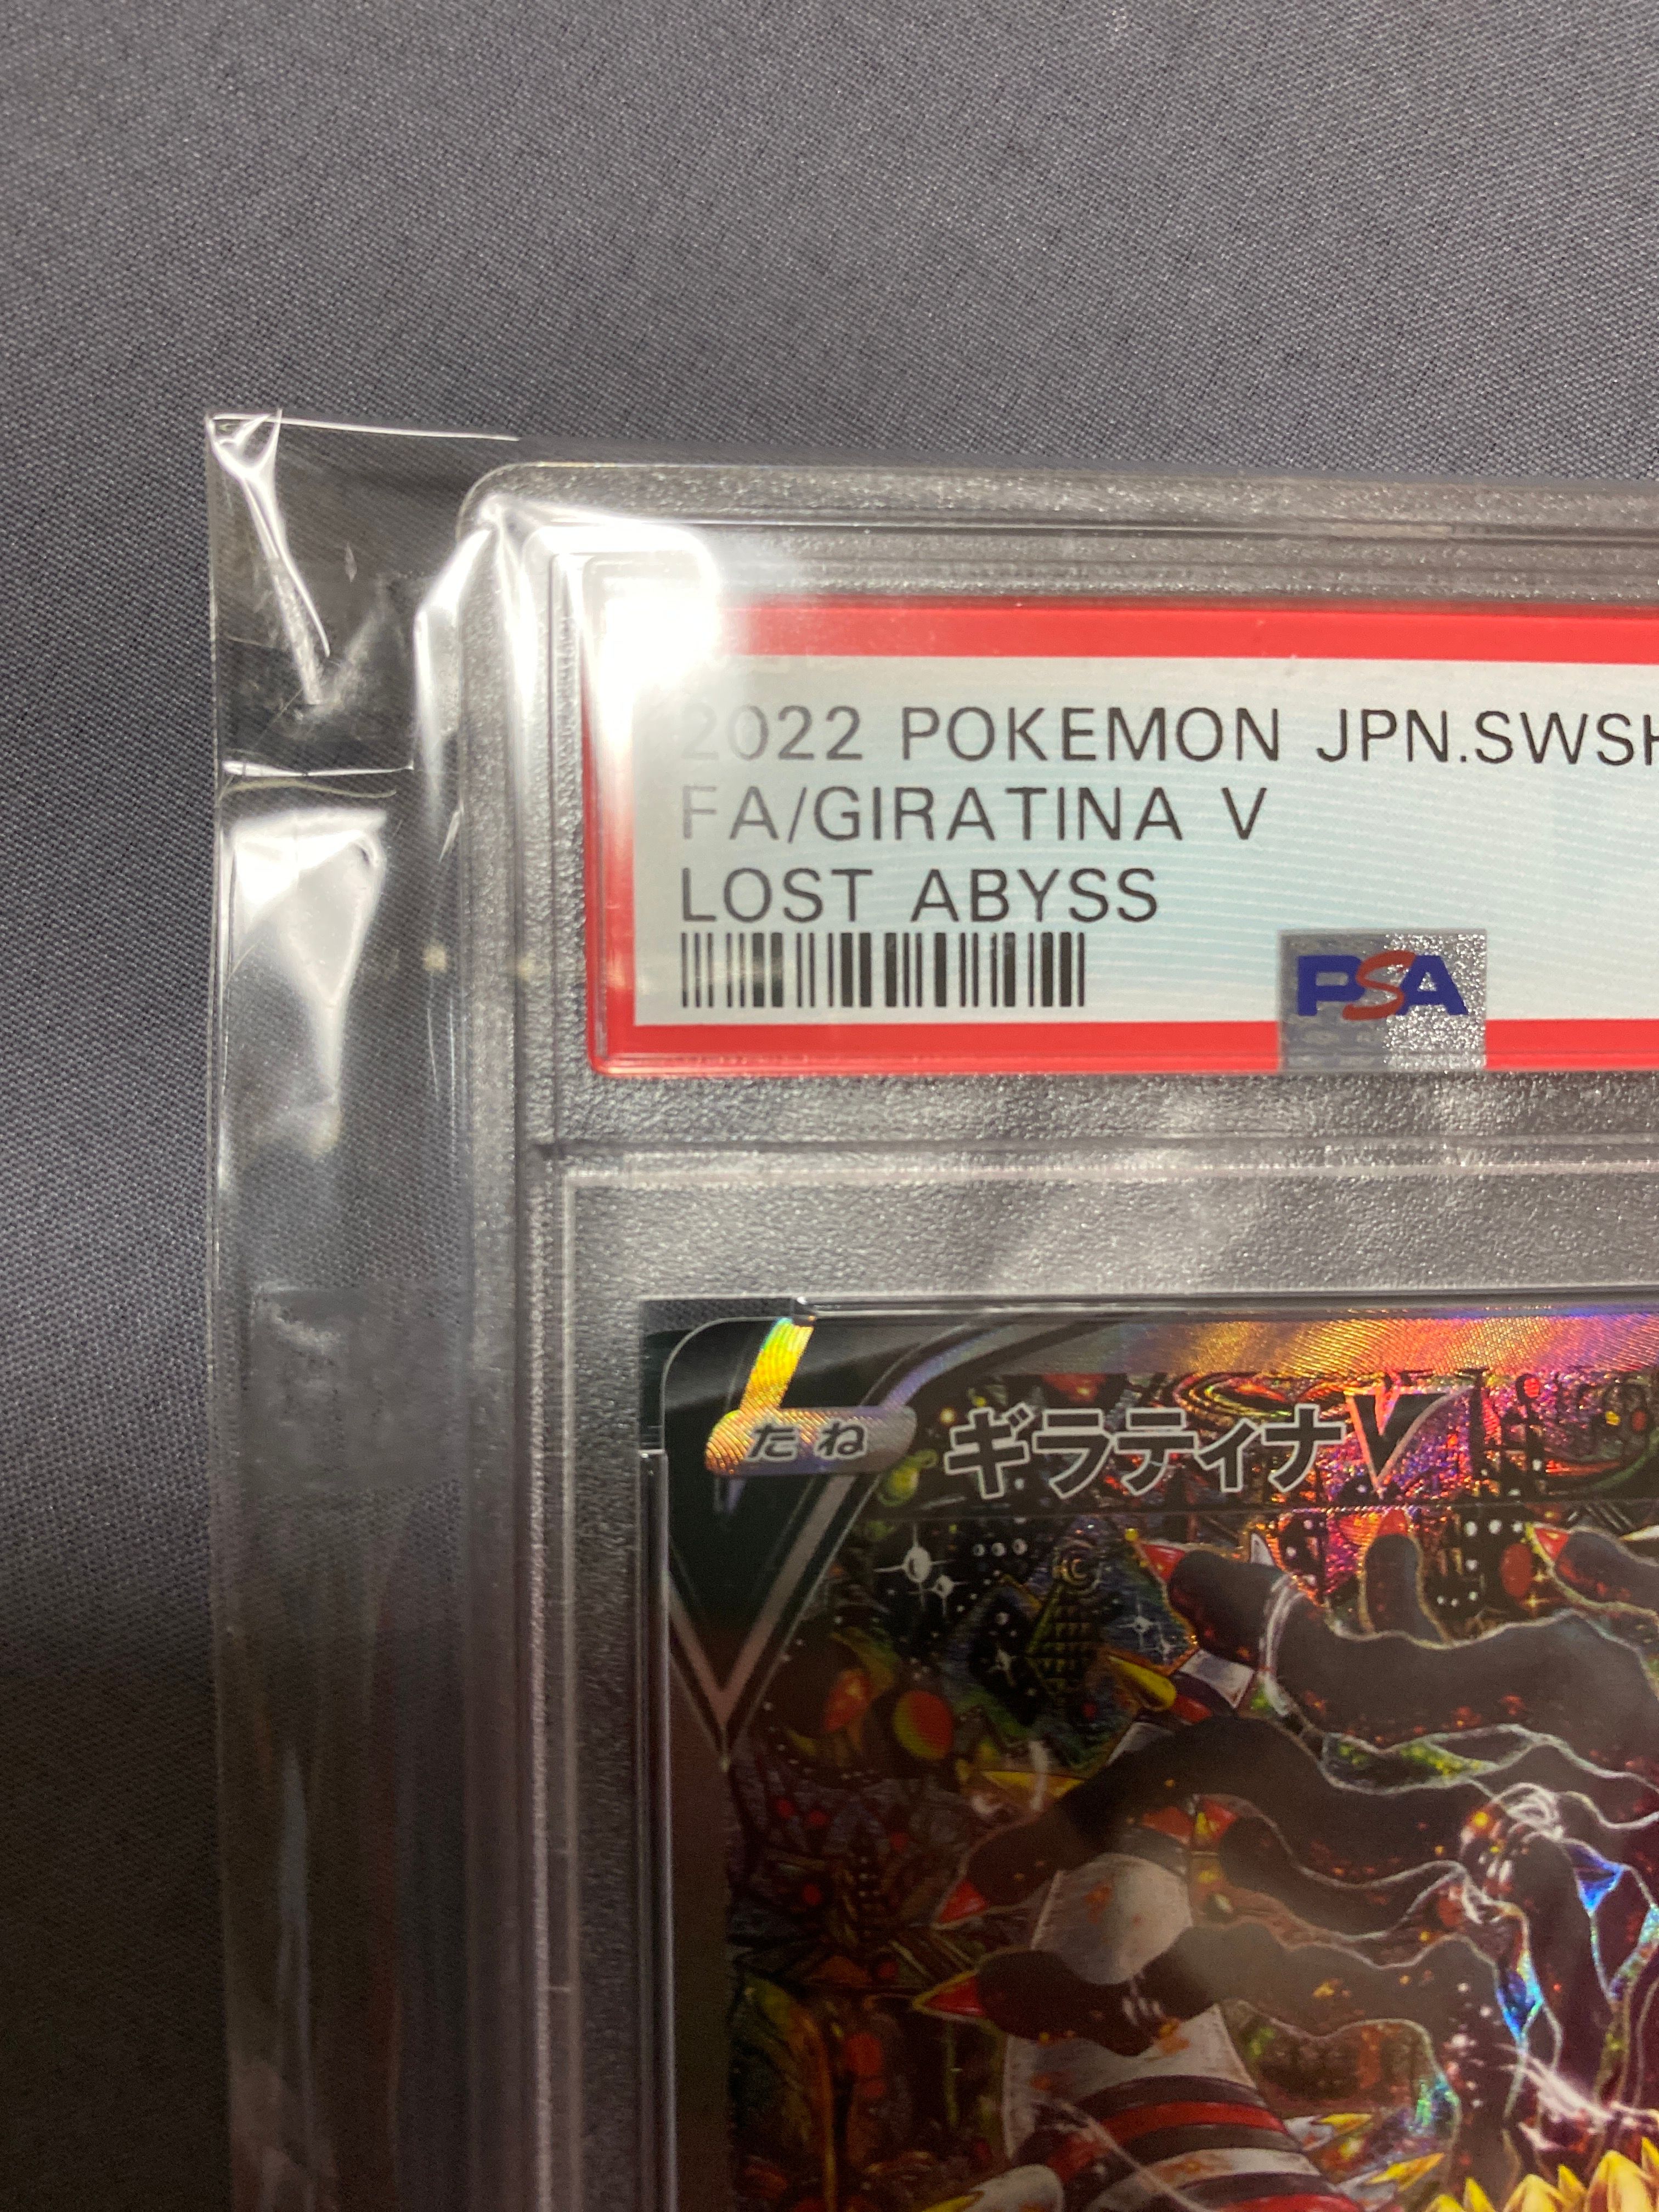 2022 POKEMON JPN.SWSH
FA/GIRATINA V
LOST ABYSS
PSA
たね ギラティナV